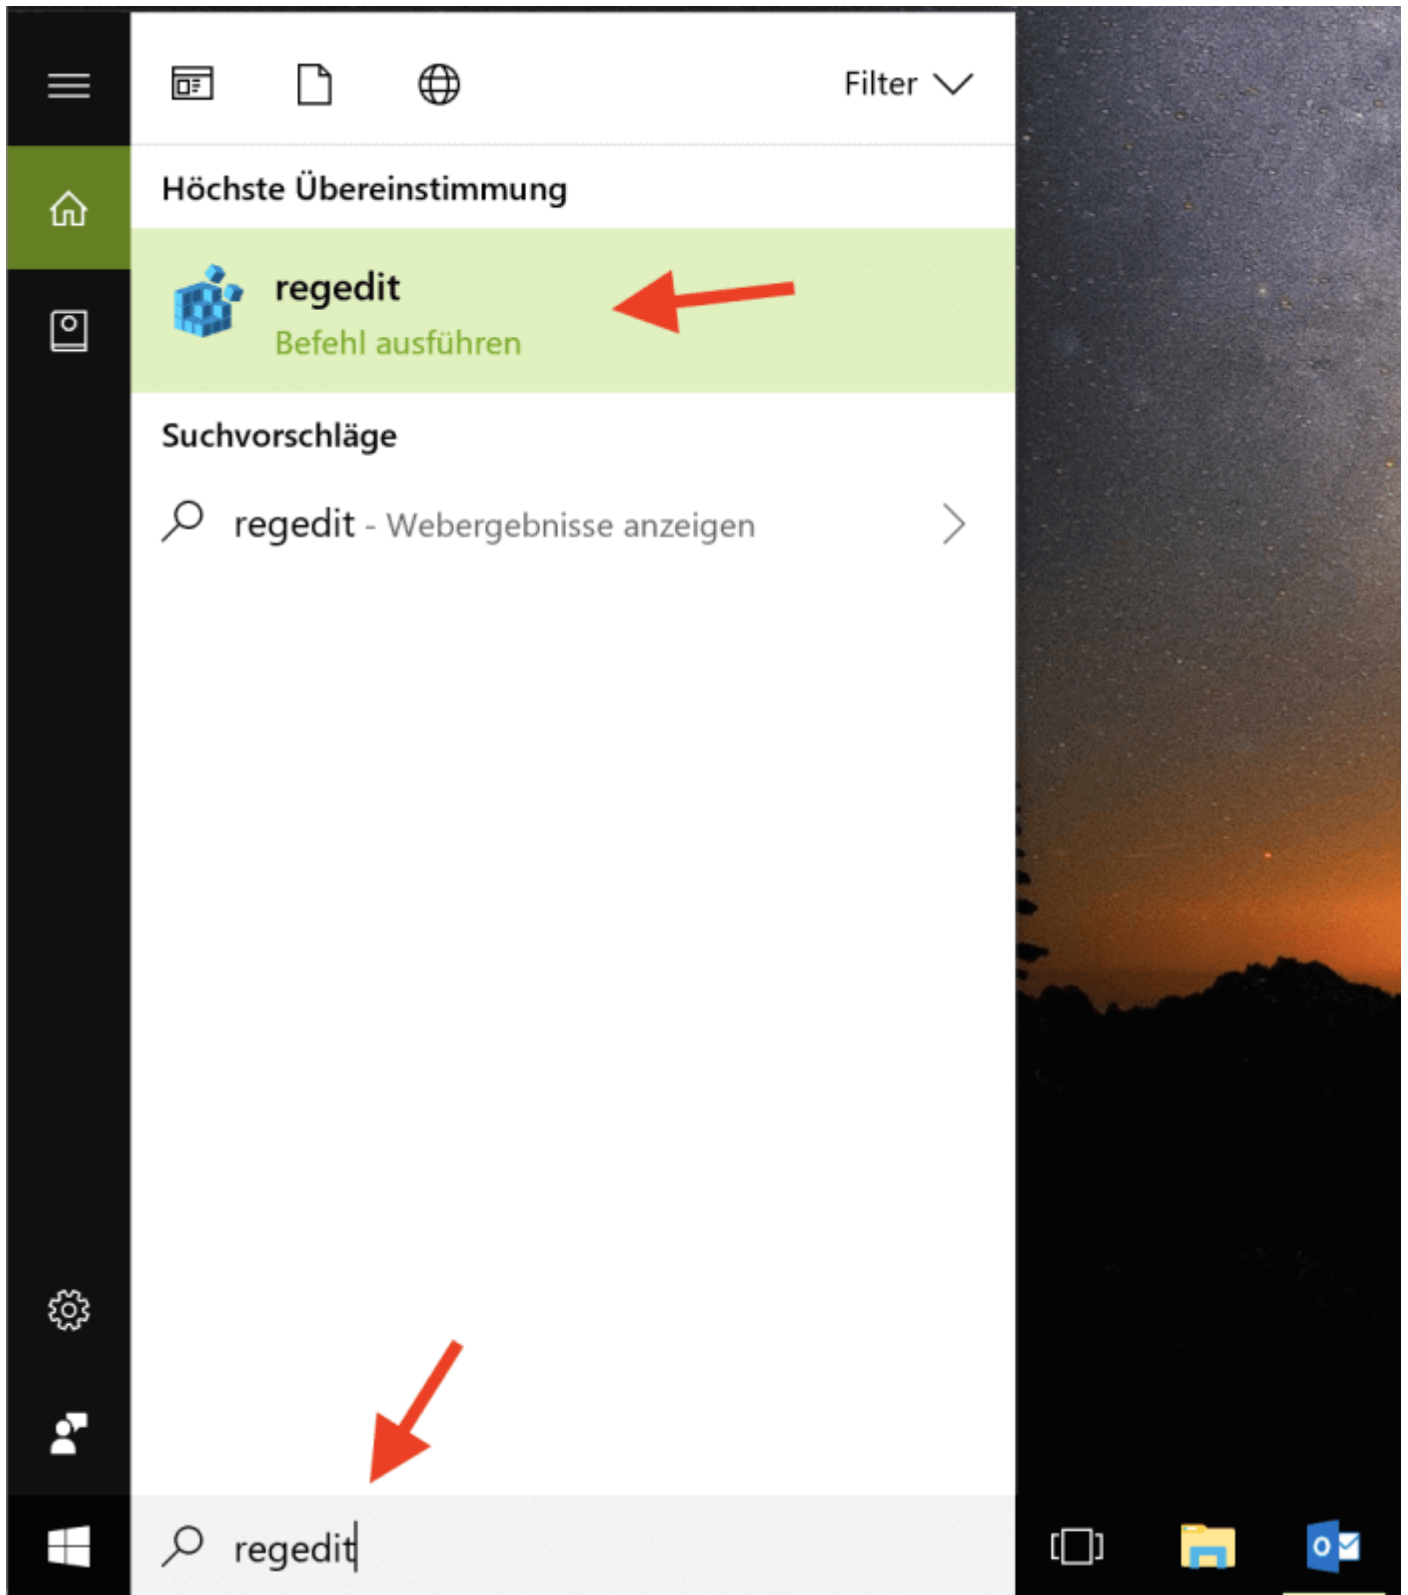 Filter
Höchste Übereinstimmung
regedit
Befehl ausführen
Suchvorschläge
regedit - Webergebnisse anzeigen
regedit